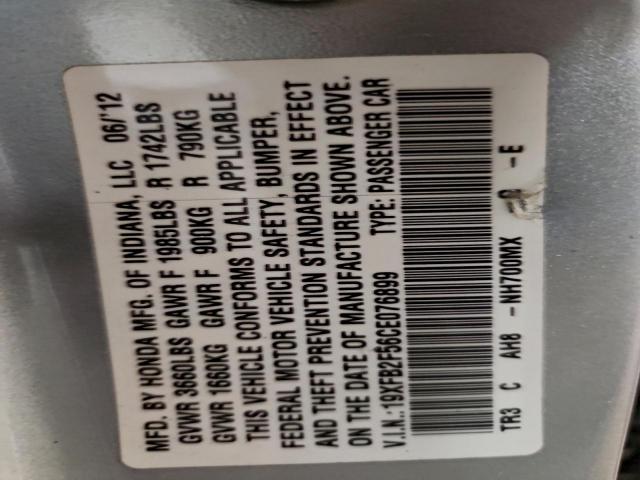 MFD. BY HONDA MFG. OF INDIANA, LLC 06/'12
GVWR 3660LBS GAWR F 1985LBS R 1742LBS
GVWR 1660KG GAWR F 900KG R 790KG
THIS VEHICLE CONFORMS TO ALL APPLICABLE
FEDERAL MOTOR VEHICLE SAFETY, BUMPER,
AND THEFT PREVENTION STANDARDS IN EFFECT
ON THE DATE OF MANUFACTURE SHOWN ABOVE.
V.I.N.: 19XFB2F56CE076899 TYPE: PASSENGER CAR
TR3 C AH8 - NH700MX - E